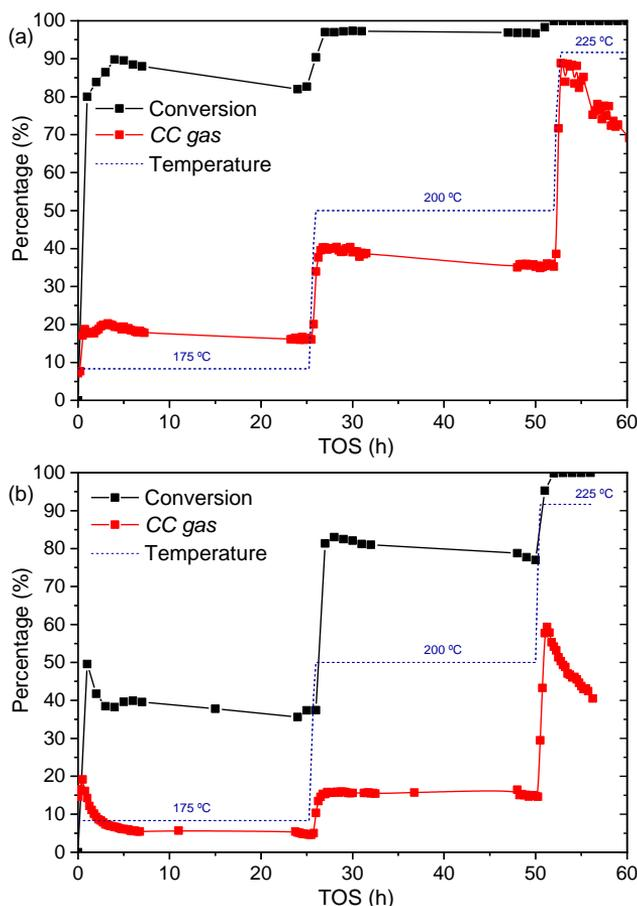 (a)
100
90
80
70
60
50
40
30
20
10
0
Percentage (%)
Conversion
CC gas
Temperature
175 ºC
200 ºC
225 ºC
0 10 20 30 40 50 60
TOS (h)
(b)
100
90
80
70
60
50
40
30
20
10
0
Percentage (%)
Conversion
CC gas
Temperature
175 ºC
200 ºC
225 ºC
0 10 20 30 40 50 60
TOS (h)